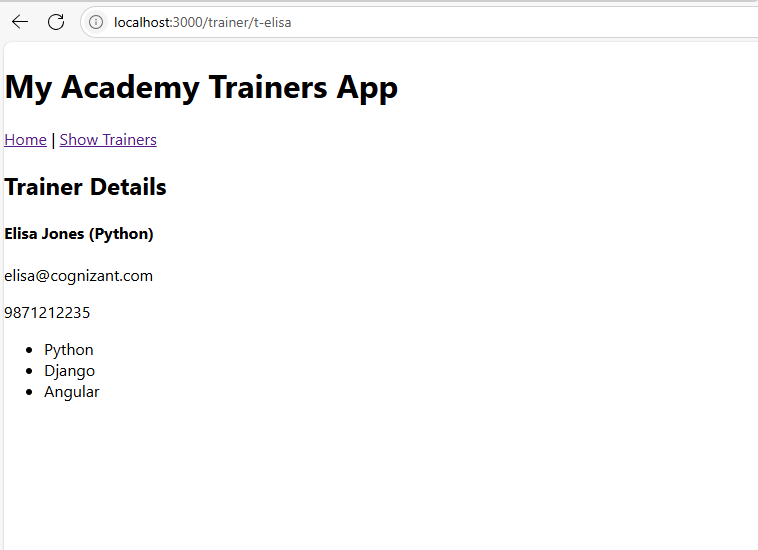 localhost:3000/trainer/t-elisa
My Academy Trainers App
Home | Show Trainers
Trainer Details
Elisa Jones (Python)
elisa@cognizant.com
9871212235
Python
Django
Angular